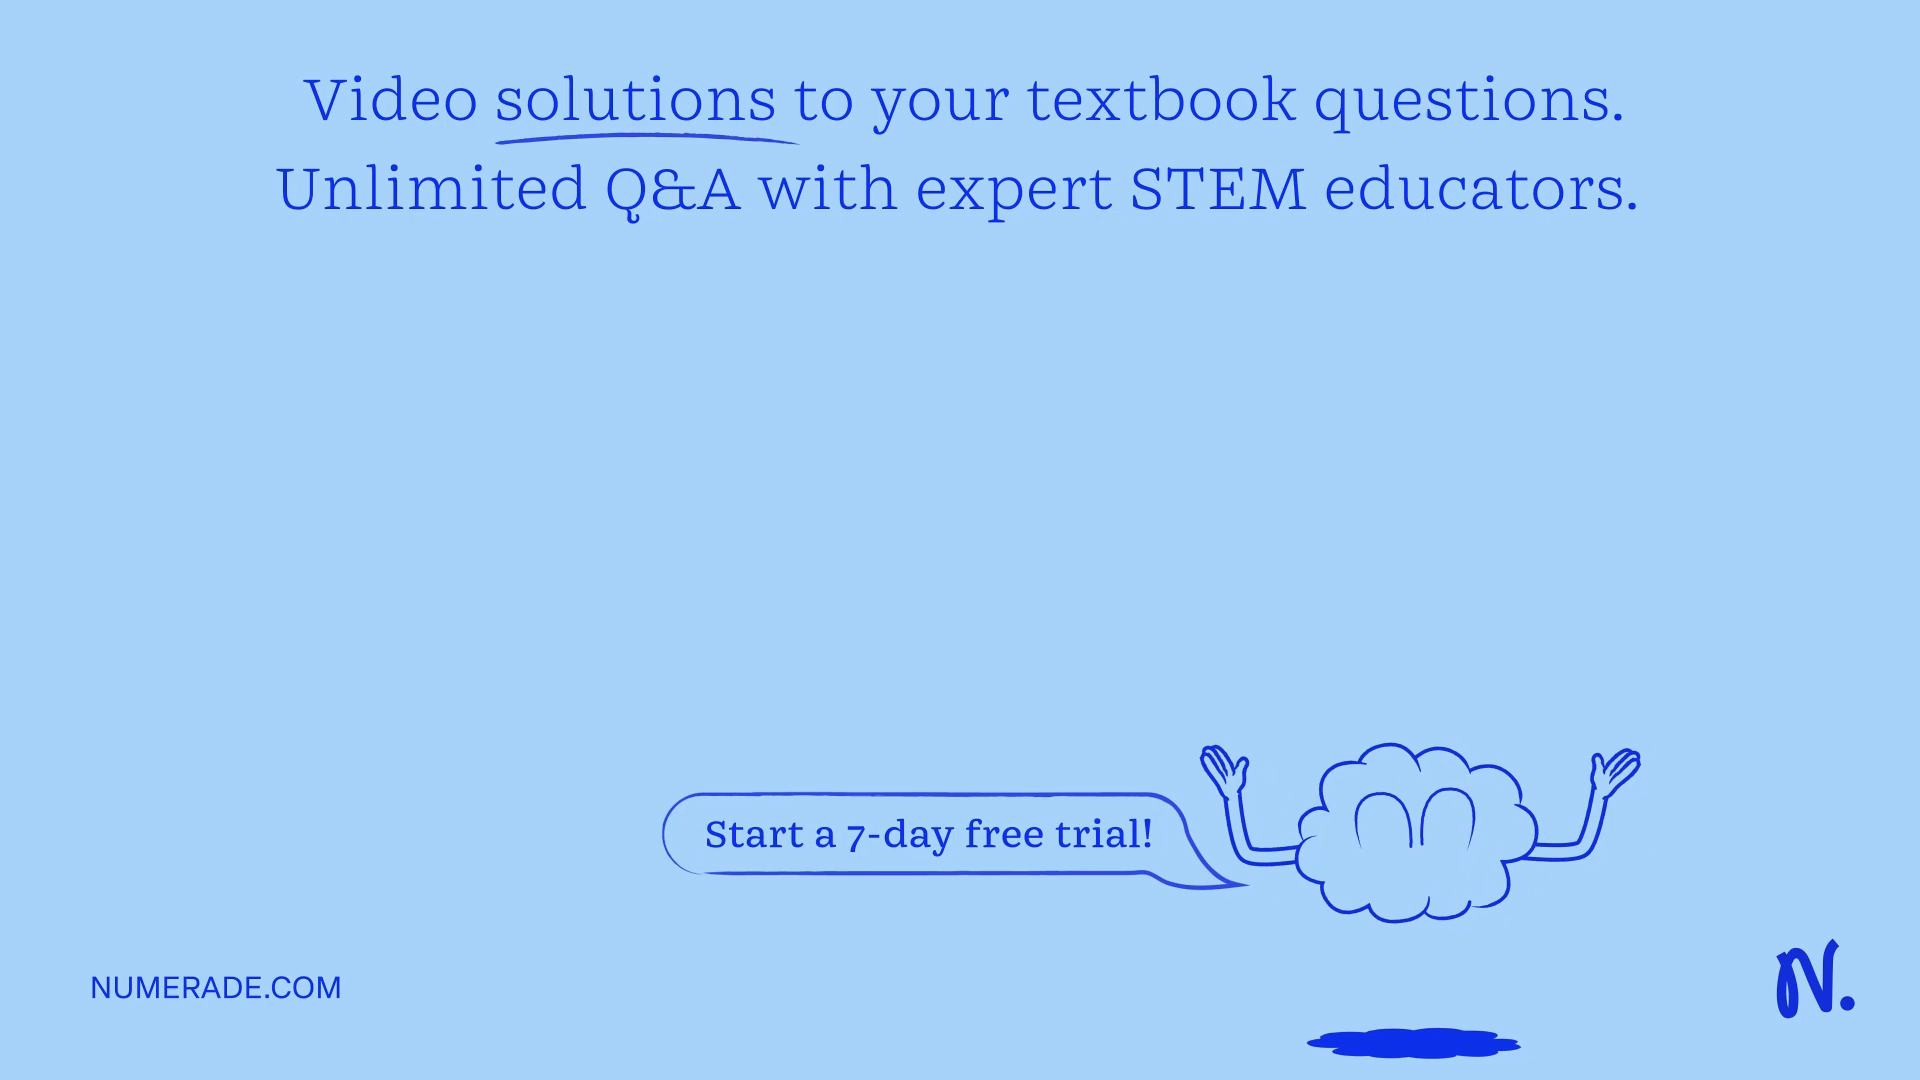 Video solutions to your textbook questions.
Unlimited Q&A with expert STEM educators.
Start a 7-day free trial!
NUMERADE.COM
N.